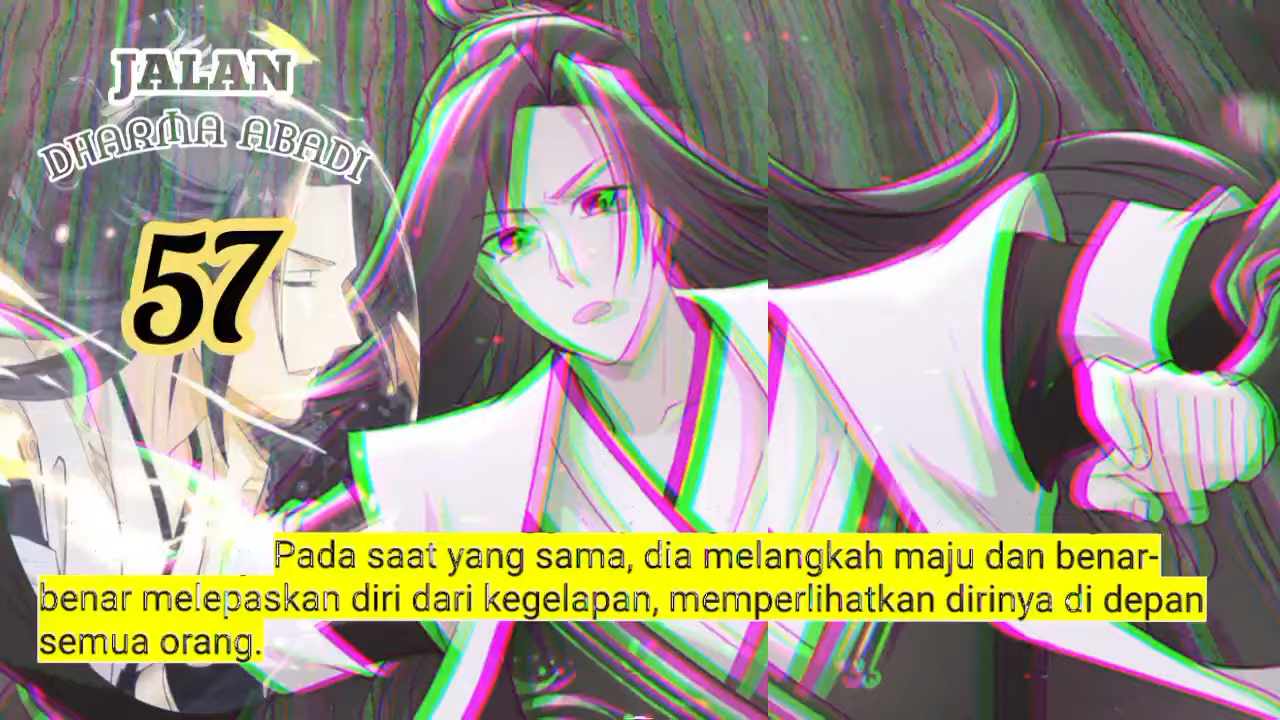 JALAN
DHARMA ABADI
57
Pada saat yang sama, dia melangkah maju dan benar-
benar melepaskan diri dari kegelapan, memperlihatkan dirinya di depan
semua orang.